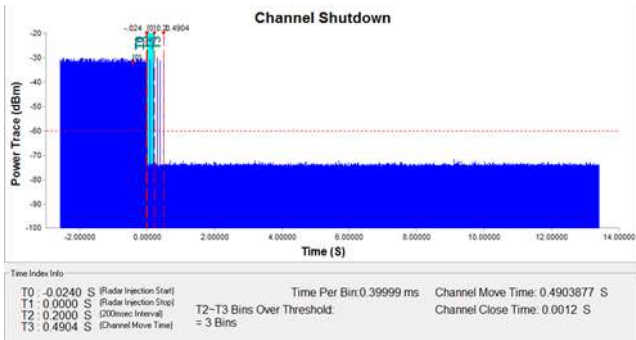 Channel Shutdown
-.024
0.4904
-20
-30
-40
-50
-60
-70
-80
-90
-100
Power Trace (dBm)
-2.00000 0.00000 2.00000 4.00000 6.00000 8.00000 10.00000 12.00000 14.00000
Time (S)
Time Index Info
T0 : -0.0240 S (Radar Injection Start)
T1 : 0.0000 S (Radar Injection Stop)
T2 : 0.2000 S (200msec Interval)
T3 : 0.4904 S (Channel Move Time)
Time Per Bin:0.39999 ms
T2~T3 Bins Over Threshold:
= 3 Bins
Channel Move Time: 0.4903877 S
Channel Close Time: 0.0012 S